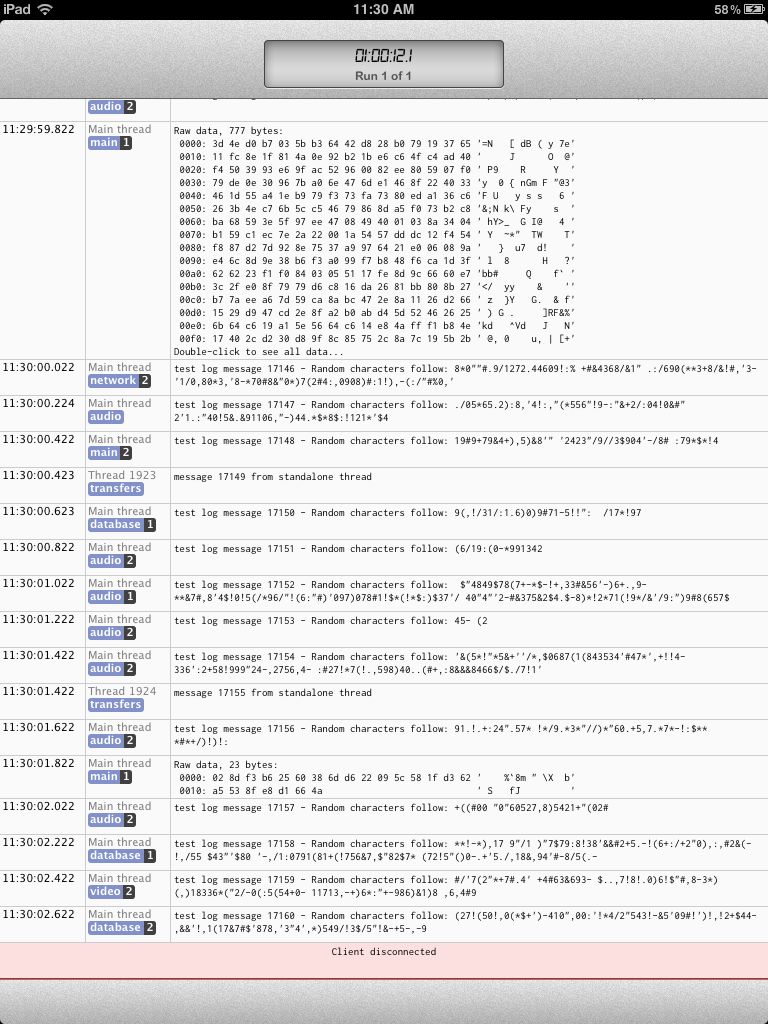 iPad 11:30 AM 58%
01:00:12.1
Run 1 of 1
audio 2
11:29:59.822 Main thread main 1 Raw data, 777 bytes:
0000: 3d 4e d0 b7 03 5b b3 64 42 d8 28 b0 79 19 37 65 '=N   [ dB ( y 7e'
0010: 11 fc 8e 1f 81 4a 0e 92 b2 1b e6 c6 4f c4 ad 40 '     J      O  @'
0020: f4 50 39 93 e6 9f ac 52 96 00 82 ee 80 59 07 f0 ' P9    R     Y  '
0030: 79 de 0e 30 96 7b a0 6e 47 6d e1 46 8f 22 40 33 'y  0 { nGm F "@3'
0040: 46 1d 55 a4 1e b9 79 f3 73 fa 73 80 ed a1 36 c6 'F U   y s s   6 '
0050: 26 3b 4e c7 6b 5c c5 46 79 86 8d a5 f0 73 b2 c8 '&;N k\ Fy    s  '
0060: ba 68 59 3e 5f 97 ee 47 08 49 40 01 03 8a 34 04 ' hY>_  G I@   4 '
0070: b1 59 c1 ec 7e 2a 22 00 1a 54 57 dd dc 12 f4 54 ' Y  ~*"  TW    T'
0080: f8 87 d2 7d 92 8e 75 37 a9 97 64 21 e0 06 08 9a '   }  u7  d!    '
0090: e4 6c 8d 9e 38 b6 f3 a0 99 f7 b8 48 f6 ca 1d 3f ' l  8      H   ?'
00a0: 62 62 23 f1 f0 84 03 05 51 17 fe 8d 9c 66 60 e7 'bb#     Q    f` '
00b0: 3c 2f e0 8f 79 79 d6 c8 16 da 26 81 bb 80 8b 27 '</  yy    &    ''
00c0: b7 7a ee a6 7d 59 ca 8a bc 47 2e 8a 11 26 d2 66 ' z  }Y   G.  & f'
00d0: 15 29 d9 47 cd 2e 8f a2 b0 ab d4 5d 52 46 26 25 ' ) G .     ]RF&%'
00e0: 6b 64 c6 19 a1 5e 56 64 c6 14 e8 4a ff f1 b8 4e 'kd   ^Vd   J   N'
00f0: 17 40 2c d2 30 d8 9f 8c 85 75 2c 8a 7c 19 5b 2b ' @, 0    u, | [+'
Double-click to see all data...
11:30:00.022 Main thread network 2 test log message 17146 - Random characters follow: 8*0""#.9/1272.44609!:% +#&4368/&1" .:/690(**3+8/&!#,'3-
'1/0,80*3,'8-*70#8&"0*)7(2#4:,0908)#:1!),-(:/"#%0,'
11:30:00.224 Main thread audio test log message 17147 - Random characters follow: ./05*65.2):8,'4!:,"(*556"!9-:"&+2/:04!0&#"
2'1.:"40!5&.&91106,"-)44.*$*8$:!121*'$4
11:30:00.422 Main thread main 2 test log message 17148 - Random characters follow: 19#9+79&4+),5)&8'" '2423"/9//3$904'-/8# :79*$*!4
11:30:00.423 Thread 1923 transfers message 17149 from standalone thread
11:30:00.623 Main thread database 1 test log message 17150 - Random characters follow: 9(,!/31/:1.6)0)9#71-5!!":  /17*!97
11:30:00.822 Main thread audio 2 test log message 17151 - Random characters follow: (6/19:(0-*991342
11:30:01.022 Main thread audio 1 test log message 17152 - Random characters follow:  $"4849$78(7+-*$-!+,33#&56'-)6+.,9-
**&7#,8'4$!0!5(/*96/"!(6:"#)'097)078#1!$*(!*$:)$37'/ 40"4"'2-#&375&2$4.$-8)*!2*71(!9*/&'/9:")9#8(657$
11:30:01.222 Main thread audio 2 test log message 17153 - Random characters follow: 45- (2
11:30:01.422 Main thread audio 2 test log message 17154 - Random characters follow: '&(5*!"*5&+''/*,$0687(1(843534'#47*',+!!4-
336':2+58!999"24-,2756,4- :#27!*7(!.,598)40..(#+,:8&&&8466$/$./7!1'
11:30:01.422 Thread 1924 transfers message 17155 from standalone thread
11:30:01.622 Main thread audio 2 test log message 17156 - Random characters follow: 91.!.+:24".57* !*/9.*3*"//)*"60.+5,7.*7*-!:$**
*#*+/)!)!:
11:30:01.822 Main thread main 1 Raw data, 23 bytes:
0000: 02 8d f3 b6 25 60 38 6d d6 22 09 5c 58 1f d3 62 '    %`8m " \X  b'
0010: a5 53 8f e8 d1 66 4a ' S   fJ         '
11:30:02.022 Main thread audio 2 test log message 17157 - Random characters follow: +((#00 "0"60527,8)5421+"(02#
11:30:02.222 Main thread database 1 test log message 17158 - Random characters follow: **!-*),17 9"/1 )"7$79:8!38'&&#2+5.-!(6+:/+2"0),:,#2&(-
!,/55 $43"'$80 '-,/1:0791(81+(!756&7,$"82$7* (72!5"()0-.+'5./,18&,94'#-8/5(.-
11:30:02.422 Main thread video 2 test log message 17159 - Random characters follow: #/'7(2"*+7#.4' +4#63&693- $..,7!8!.0)6!$"#,8-3*)
(,)18336*("2/-0(:5(54+0- 11713,-+)6*:"+-986)&1)8 ,6,4#9
11:30:02.622 Main thread database 2 test log message 17160 - Random characters follow: (27!(50!,0(*$+')-410",00:'!*4/2"543!-&5'09#!')!,!2+$44-
,&&'!,1(17&7#$'878,'3"4',*)549/!3$/5"!&-+5-,-9
Client disconnected